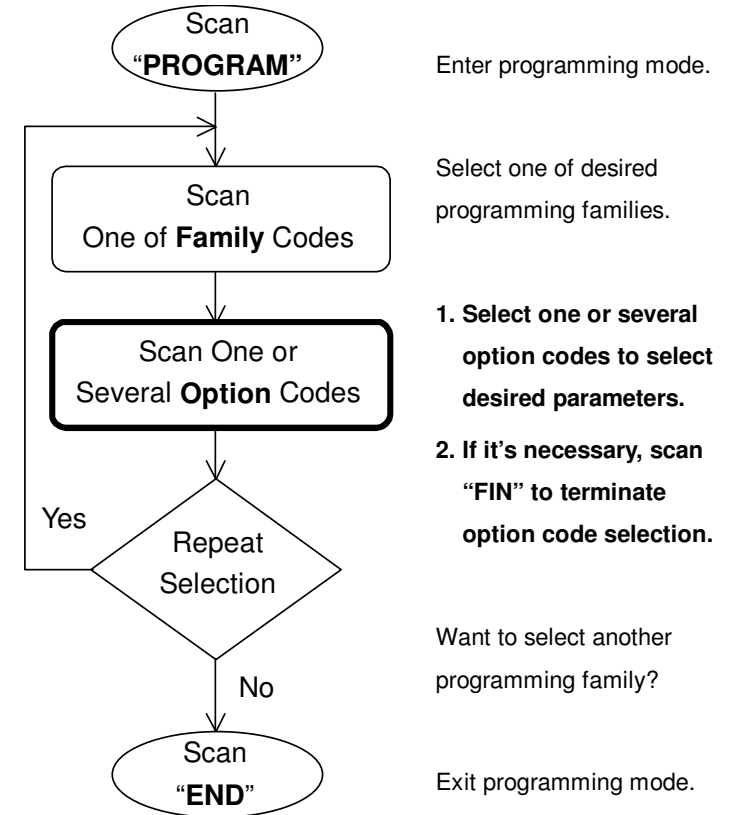 Scan
“PROGRAM”
Enter programming mode.
Scan
One of Family Codes
Select one of desired
programming families.
Scan One or
Several Option Codes
1. Select one or several
option codes to select
desired parameters.
2. If it's necessary, scan
“FIN” to terminate
option code selection.
Yes
Repeat
Selection
Want to select another
programming family?
No
Scan
“END”
Exit programming mode.